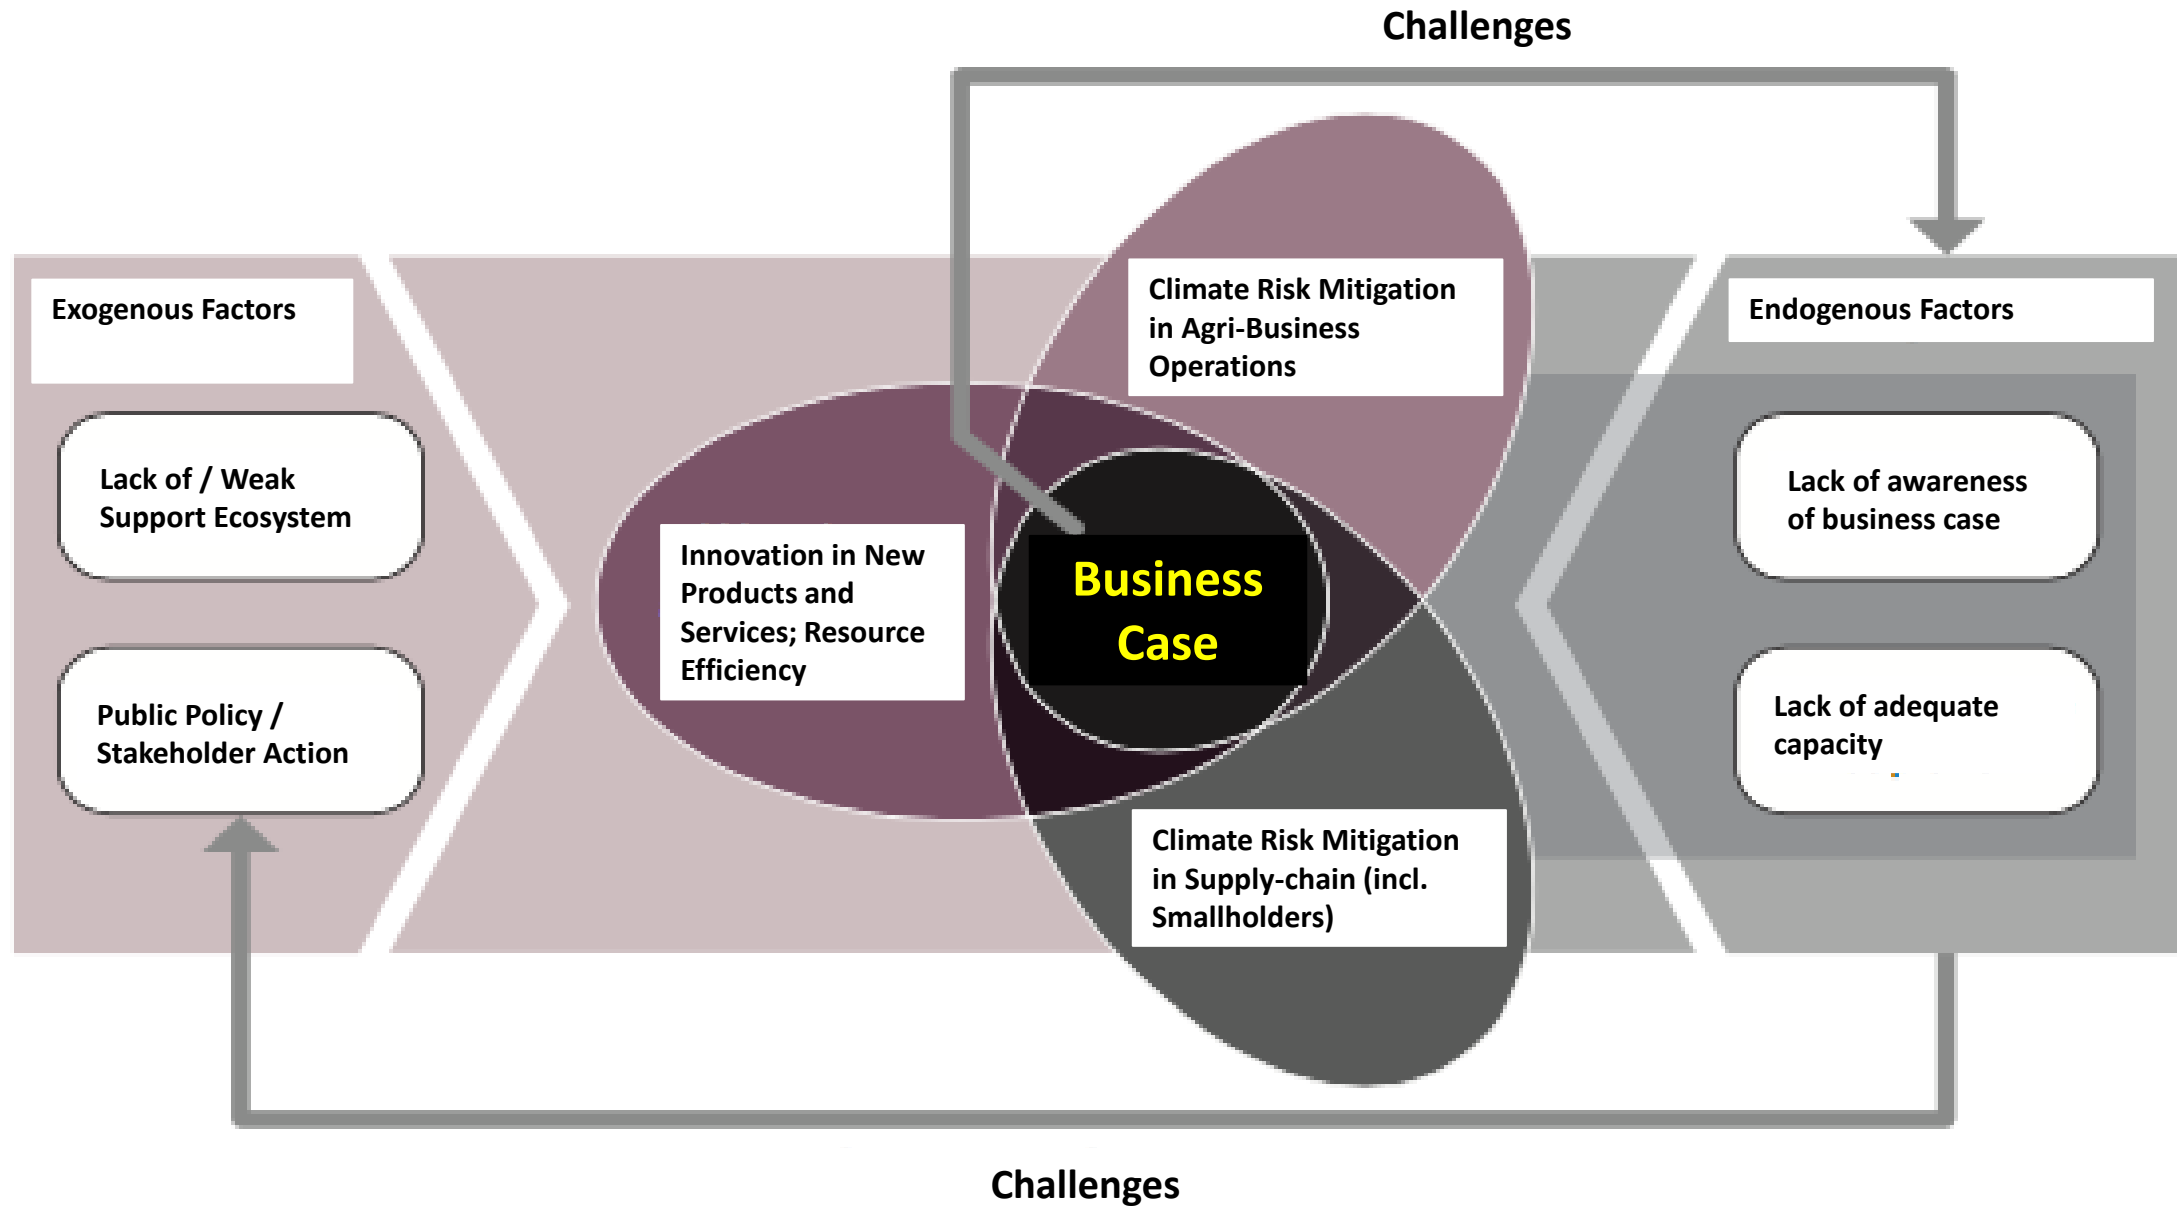 Challenges
Exogenous Factors
Lack of / Weak
Support Ecosystem
Public Policy /
Stakeholder Action
Innovation in New
Products and
Services; Resource
Efficiency
Climate Risk Mitigation
in Agri-Business
Operations
Business
Case
Climate Risk Mitigation
in Supply-chain (incl.
Smallholders)
Endogenous Factors
Lack of awareness
of business case
Lack of adequate
capacity
Challenges